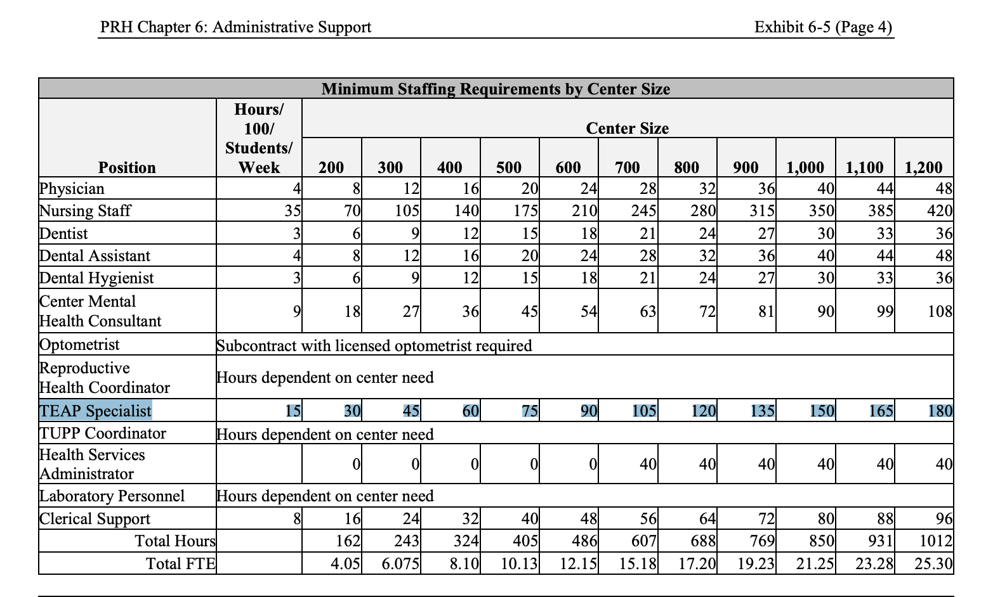 PRH Chapter 6: Administrative Support Exhibit 6-5 (Page 4)
Minimum Staffing Requirements by Center Size
Position Hours/ 100/ Students/ Week Center Size
200 300 400 500 600 700 800 900 1,000 1,100 1,200
Physician 4 8 12 16 20 24 28 32 36 40 44 48
Nursing Staff 35 70 105 140 175 210 245 280 315 350 385 420
Dentist 3 6 9 12 15 18 21 24 27 30 33 36
Dental Assistant 4 8 12 16 20 24 28 32 36 40 44 48
Dental Hygienist 3 6 9 12 15 18 21 24 27 30 33 36
Center Mental
Health Consultant 9 18 27 36 45 54 63 72 81 90 99 108
Optometrist Subcontract with licensed optometrist required
Reproductive
Health Coordinator Hours dependent on center need
TEAP Specialist 15 30 45 60 75 90 105 120 135 150 165 180
TUPP Coordinator Hours dependent on center need
Health Services
Administrator 0 0 0 0 0 40 40 40 40 40 40
Laboratory Personnel Hours dependent on center need
Clerical Support 8 16 24 32 40 48 56 64 72 80 88 96
Total Hours 162 243 324 405 486 607 688 769 850 931 1012
Total FTE 4.05 6.075 8.10 10.13 12.15 15.18 17.20 19.23 21.25 23.28 25.30